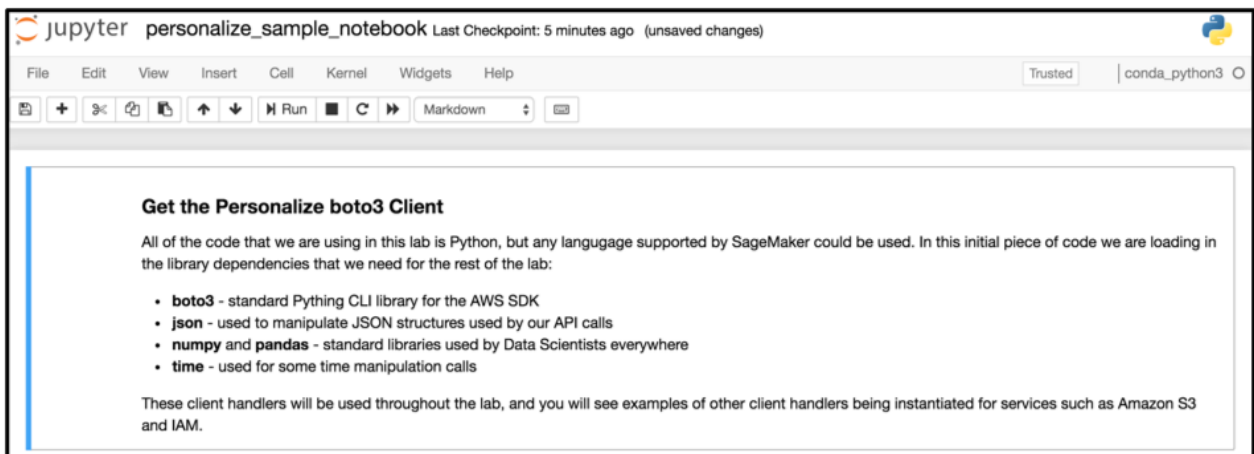 jupyter personalize_sample_notebook Last Checkpoint: 5 minutes ago (unsaved changes)
File Edit View Insert Cell Kernel Widgets Help Trusted conda_python3
Run Markdown
Get the Personalize boto3 Client
All of the code that we are using in this lab is Python, but any langugage supported by SageMaker could be used. In this initial piece of code we are loading in
the library dependencies that we need for the rest of the lab:
• boto3 - standard Pything CLI library for the AWS SDK
• json - used to manipulate JSON structures used by our API calls
• numpy and pandas - standard libraries used by Data Scientists everywhere
• time - used for some time manipulation calls
These client handlers will be used throughout the lab, and you will see examples of other client handlers being instantiated for services such as Amazon S3
and IAM.